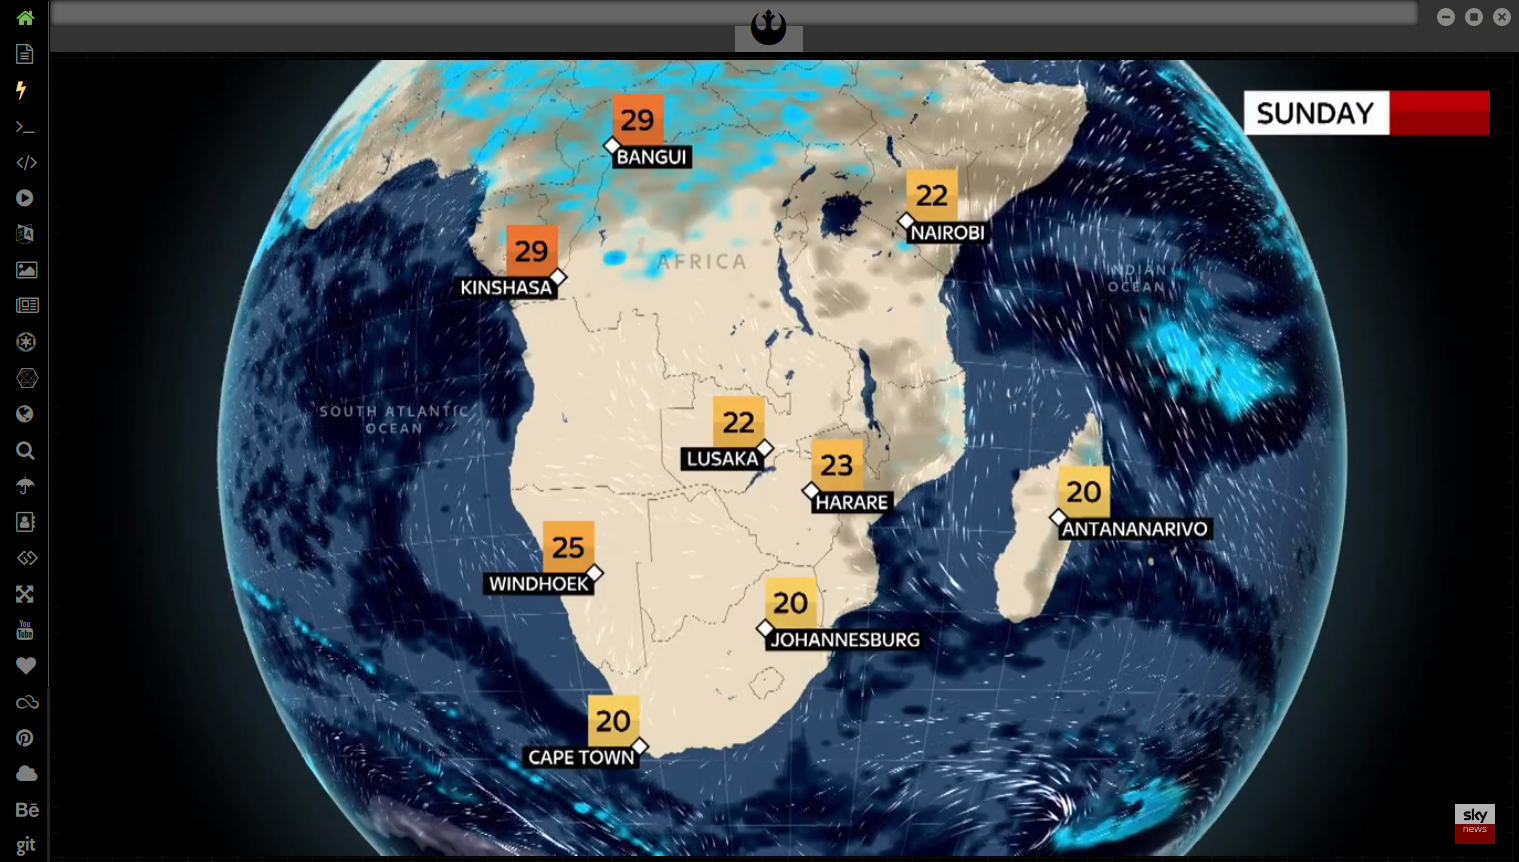 SUNDAY
29
BANGUI
22
NAIROBI
29
KINSHASA
AFRICA
INDIAN
OCEAN
SOUTH ATLANTIC
OCEAN
22
LUSAKA
23
HARARE
20
ANTANANARIVO
25
WINDHOEK
20
JOHANNESBURG
20
CAPE TOWN
You
Tube
Bē
git
sky
news